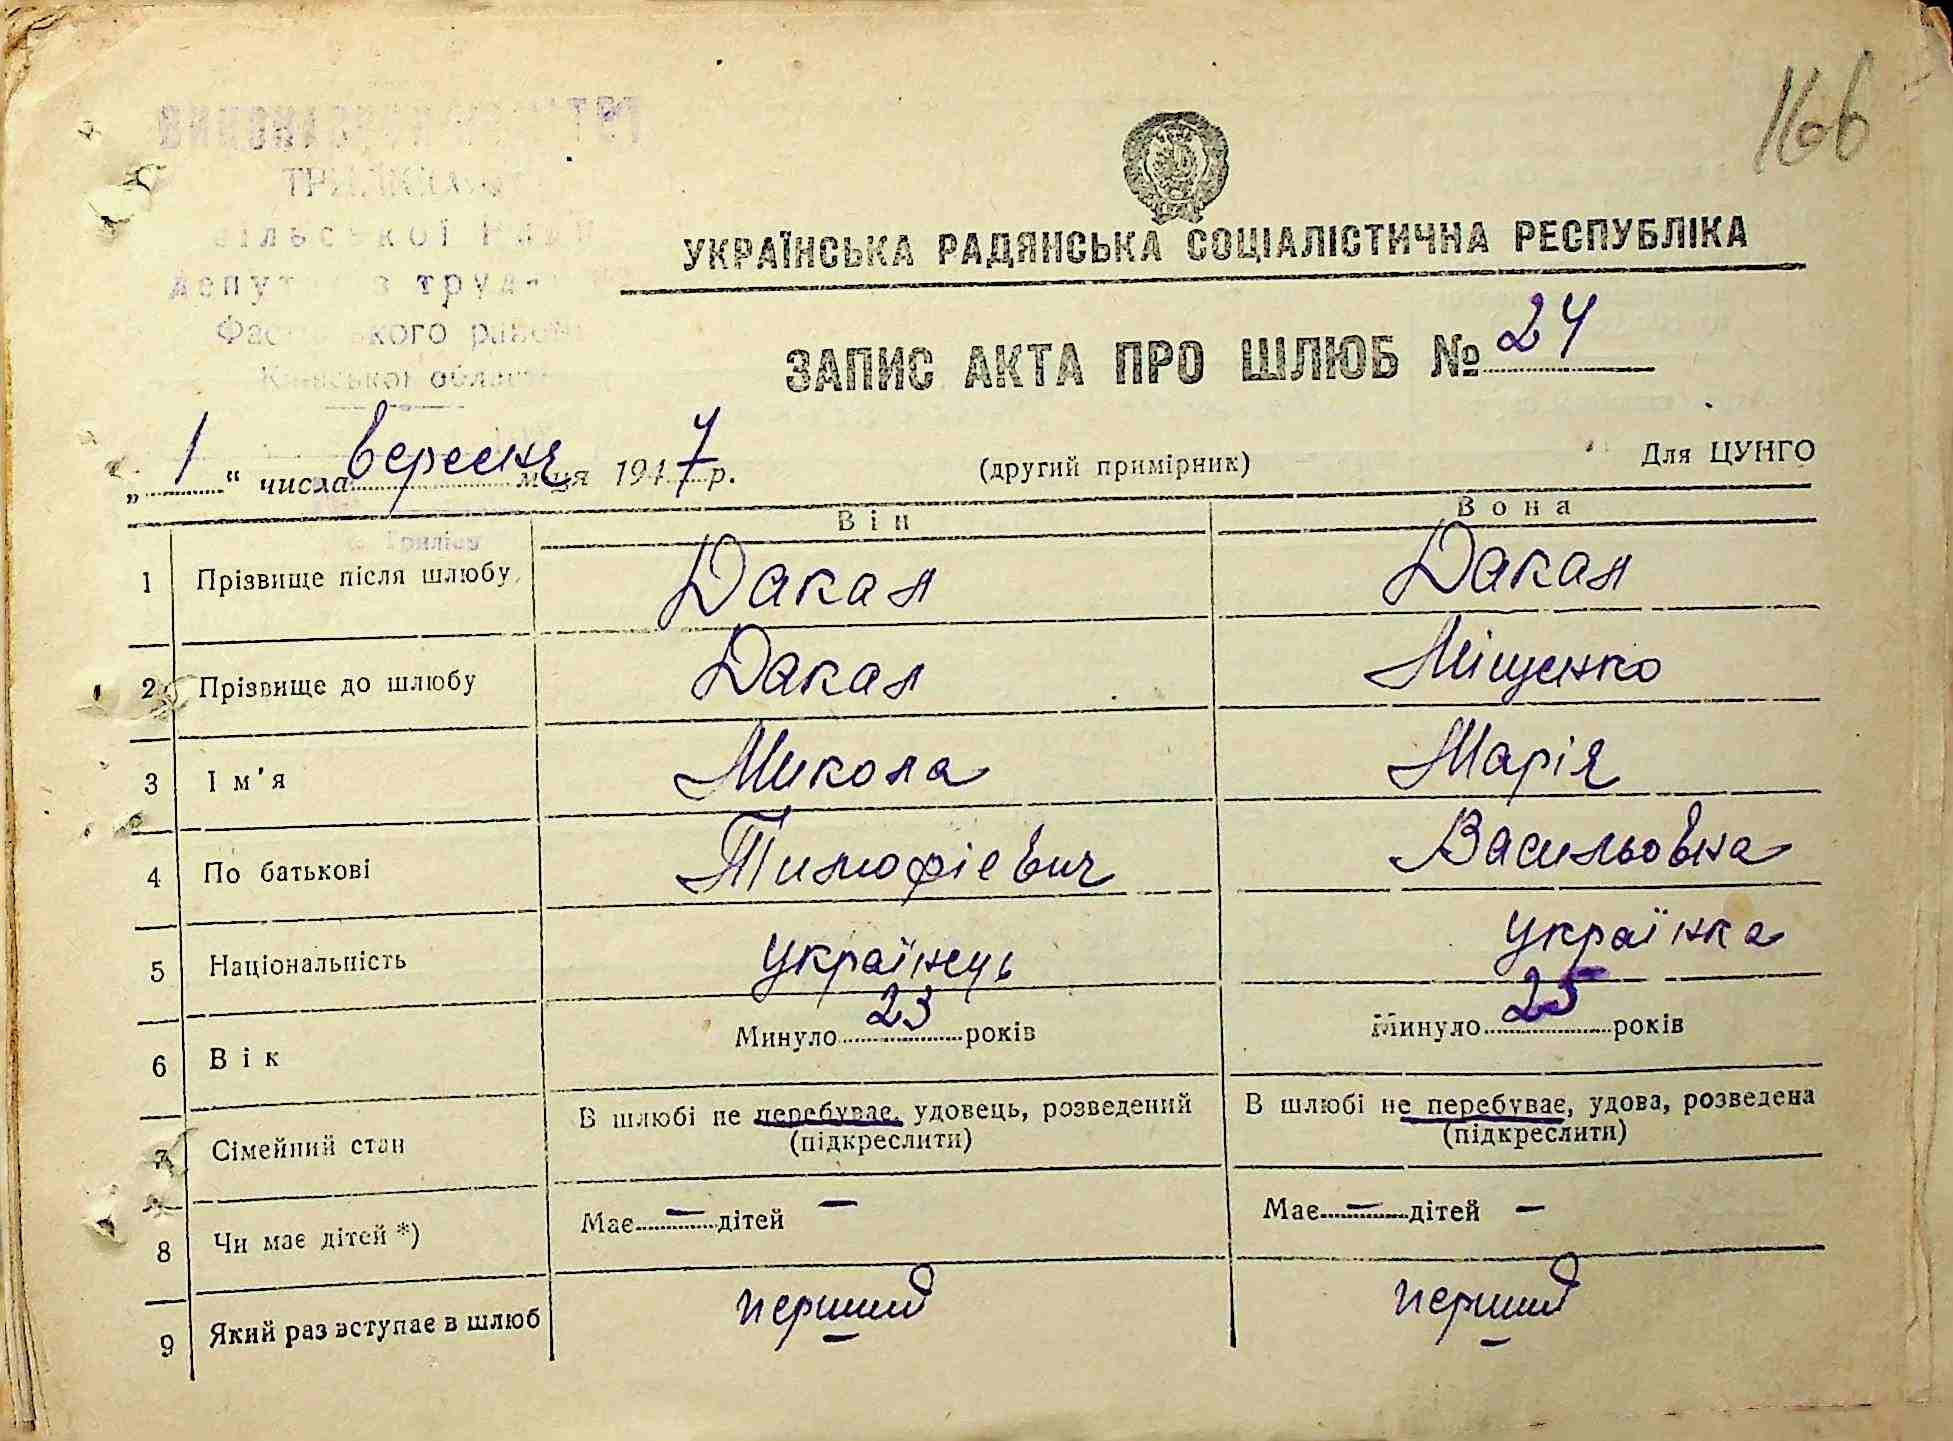 166
сільської
Київської області
УКРАЇНСЬКА РАДЯНСЬКА СОЦІАЛІСТИЧНА РЕСПУБЛІКА
ЗАПИС АКТА ПРО ШЛЮБ № 24
„ 1 “ числа вересня м-ця 1947 р. (другий примірник) Для ЦУНГО
Він Вона
1 Прізвище після шлюбу Дакал Дакал
2 Прізвище до шлюбу Дакал Міщенко
3 Ім'я Микола Марія
4 По батькові Тимофієвич Васильовна
5 Національність Українець Українка
6 Вік Минуло 23 років Минуло 25 років
7 Сімейний стан В шлюбі не перебуває, удовець, розведений В шлюбі не перебуває, удова, розведена
(підкреслити) (підкреслити)
8 Чи має дітей *) Має — дітей — Має — дітей —
9 Який раз вступає в шлюб перший перший